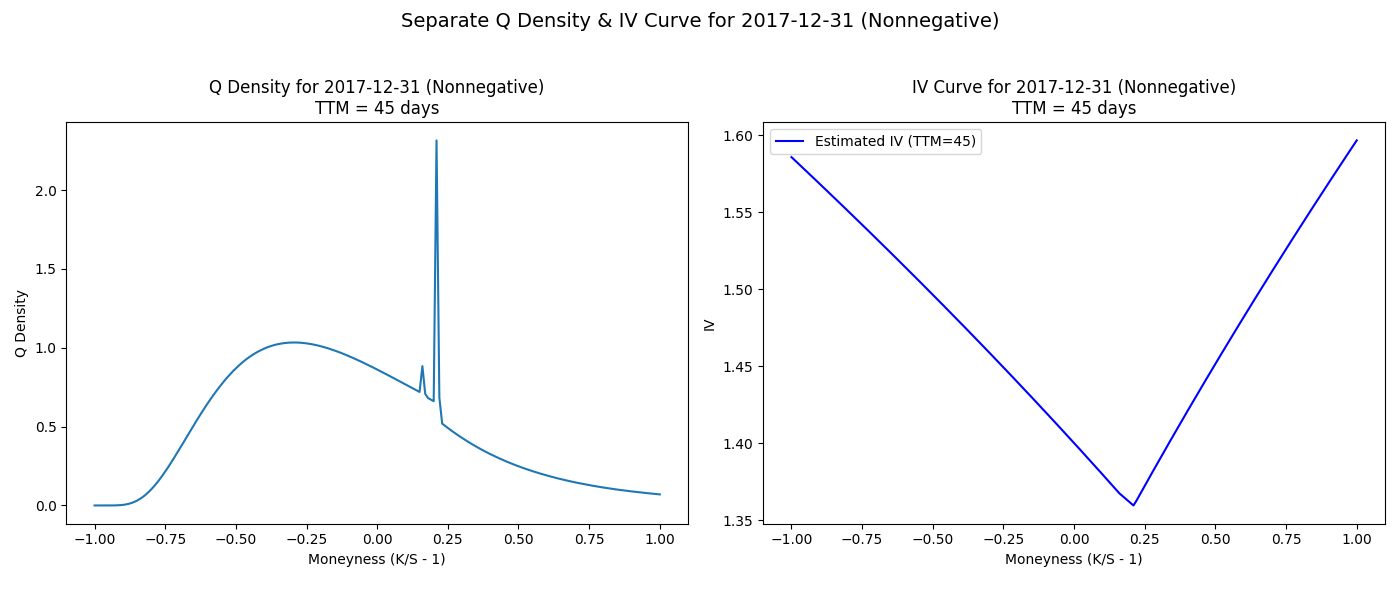 Separate Q Density & IV Curve for 2017-12-31 (Nonnegative)
Q Density for 2017-12-31 (Nonnegative)
TTM = 45 days
Q Density
2.0
1.5
1.0
0.5
0.0
−1.00 −0.75 −0.50 −0.25 0.00 0.25 0.50 0.75 1.00
Moneyness (K/S - 1)
IV Curve for 2017-12-31 (Nonnegative)
TTM = 45 days
Estimated IV (TTM=45)
IV
1.60
1.55
1.50
1.45
1.40
1.35
−1.00 −0.75 −0.50 −0.25 0.00 0.25 0.50 0.75 1.00
Moneyness (K/S - 1)